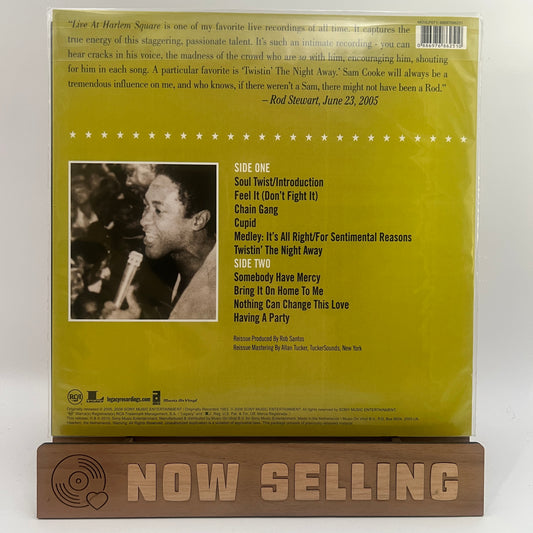 "Live At Harlem Square is one of my favorite live recordings of all time. It captures the
true energy of this staggering, passionate talent. It's such an intimate recording - you can
hear cracks in his voice, the madness of the crowd who are so with him, encouraging him, shouting
for him in each song. A particular favorite is 'Twistin' The Night Away.' Sam Cooke will always be a
tremendous influence on me, and who knows, if there weren't a Sam, there might not have been a Rod."
– Rod Stewart, June 23, 2005
SIDE ONE
Soul Twist/Introduction
Feel It (Don't Fight It)
Chain Gang
Cupid
Medley: It's All Right/For Sentimental Reasons
Twistin' The Night Away
SIDE TWO
Somebody Have Mercy
Bring It On Home To Me
Nothing Can Change This Love
Having A Party
Reissue Produced By Rob Santos
Reissue Mastering By Allan Tucker, TuckerSounds, New York
RCA
legacyrecordings.com
Music On Vinyl
NOW SELLING